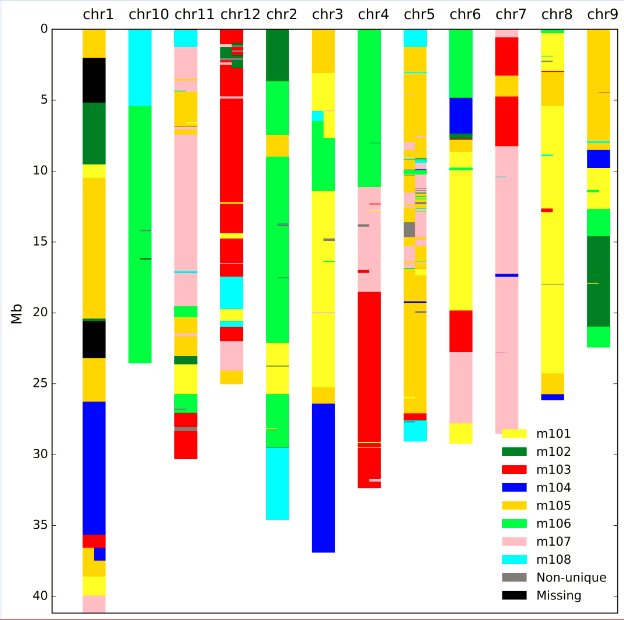 chr1 chr10 chr11 chr12 chr2 chr3 chr4 chr5 chr6 chr7 chr8 chr9
0
5
10
15
Mb
20
25
30
35
40
m101
m102
m103
m104
m105
m106
m107
m108
Non-unique
Missing